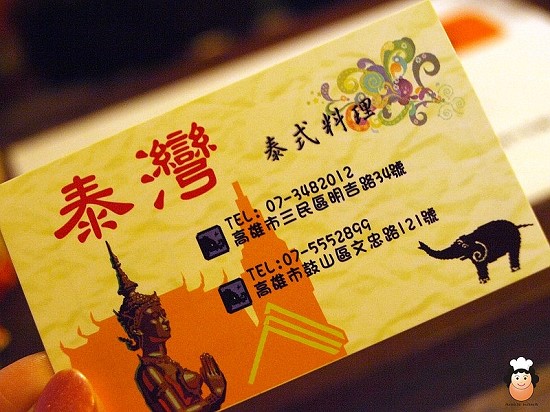 泰灣
泰式料理
TEL: 07-3482012
高雄市三民區明吉路34號
TEL:07-5552899
高雄市鼓山區文忠路121號